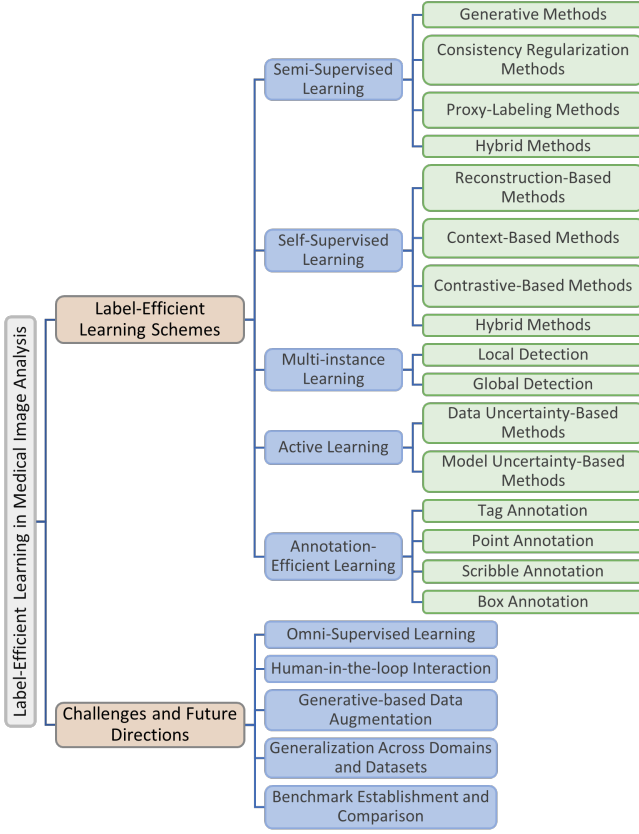 Label-Efficient Learning in Medical Image Analysis
Label-Efficient
Learning Schemes
Semi-Supervised
Learning
Generative Methods
Consistency Regularization
Methods
Proxy-Labeling Methods
Hybrid Methods
Self-Supervised
Learning
Reconstruction-Based
Methods
Context-Based Methods
Contrastive-Based Methods
Hybrid Methods
Multi-instance
Learning
Local Detection
Global Detection
Active Learning
Data Uncertainty-Based
Methods
Model Uncertainty-Based
Methods
Annotation-
Efficient Learning
Tag Annotation
Point Annotation
Scribble Annotation
Box Annotation
Challenges and Future
Directions
Omni-Supervised Learning
Human-in-the-loop Interaction
Generative-based Data
Augmentation
Generalization Across Domains
and Datasets
Benchmark Establishment and
Comparison